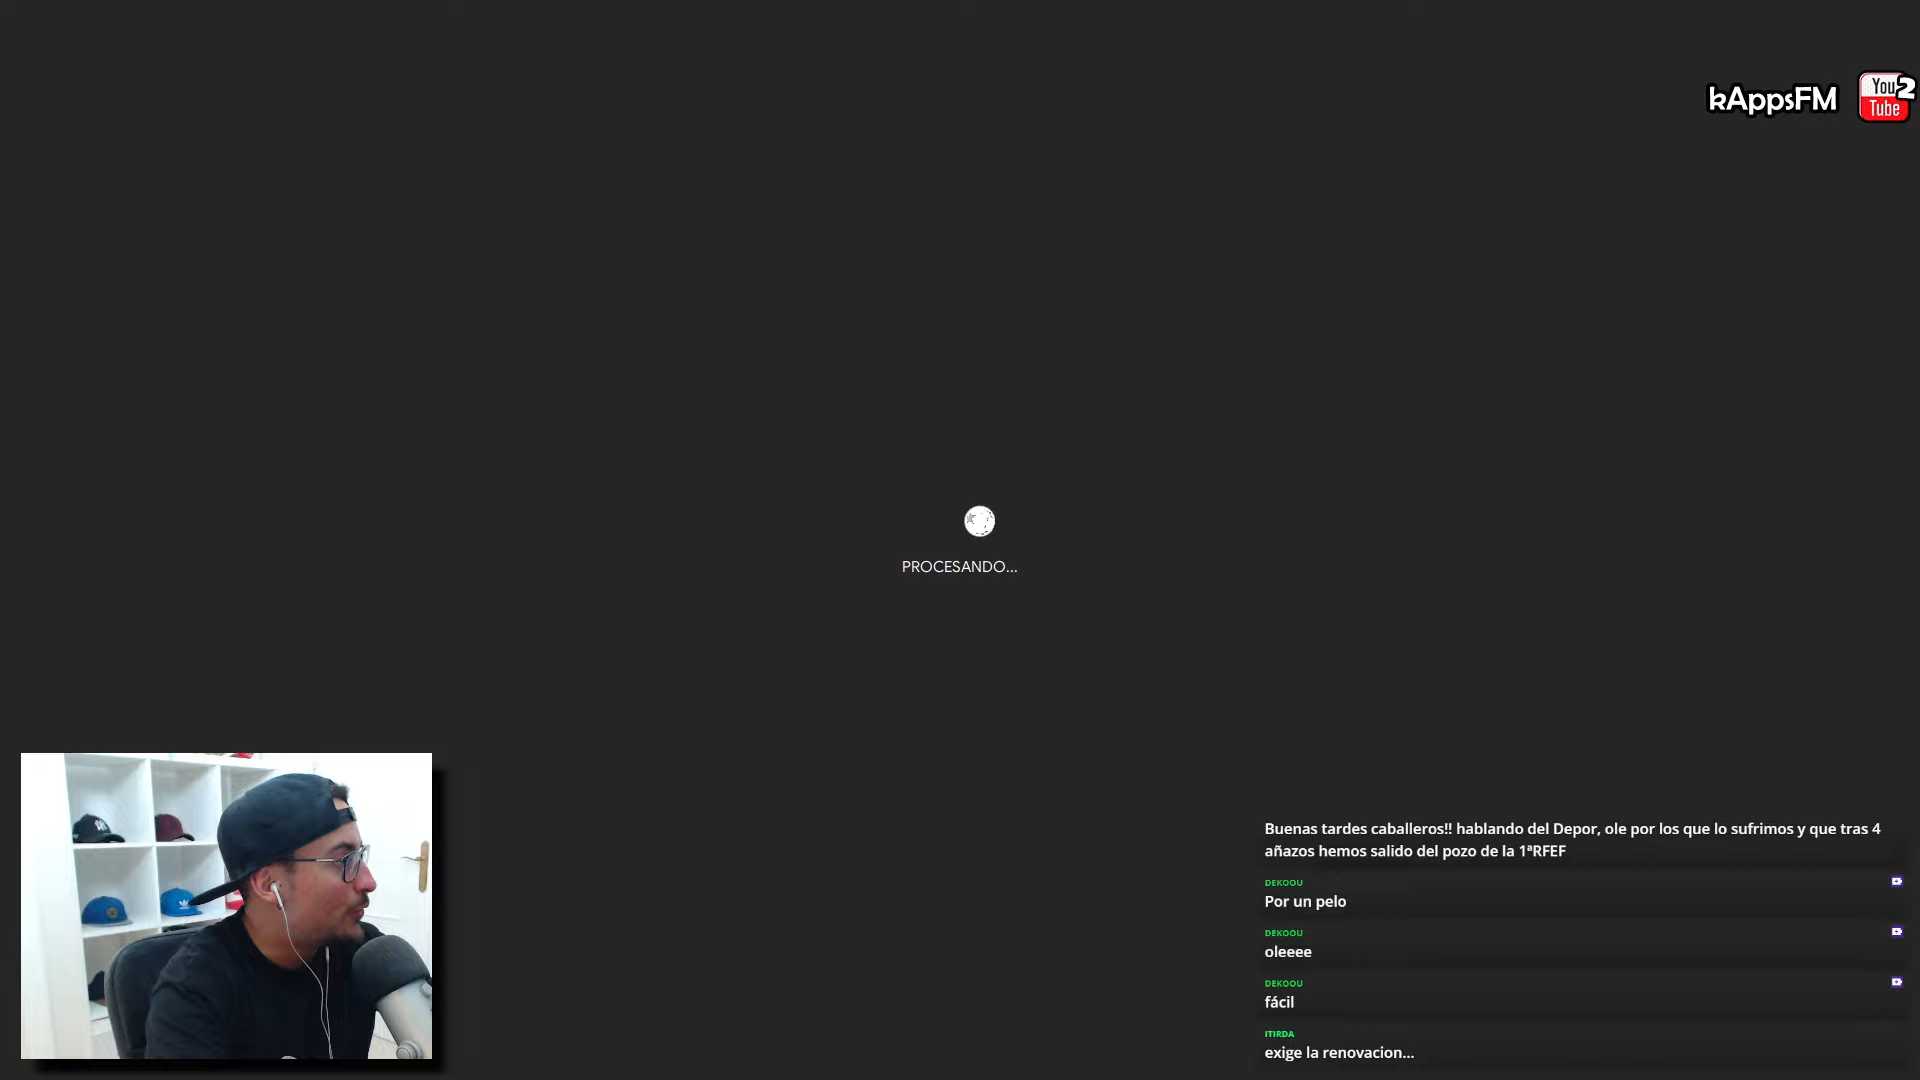 kAppsFM
You2
Tube
PROCESANDO...
Buenas tardes caballeros!! hablando del Depor, ole por los que lo sufrimos y que tras 4
añazos hemos salido del pozo de la 1ªRFEF
DEKOOU
Por un pelo
DEKOOU
oleeee
DEKOOU
fácil
ITIRDA
exige la renovacion...